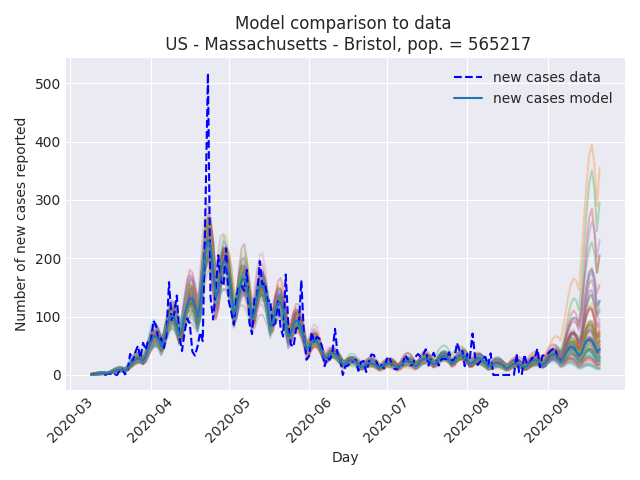 Model comparison to data
US - Massachusetts - Bristol, pop. = 565217
new cases data
new cases model
Number of new cases reported
500
400
300
200
100
0
2020-03
2020-04
2020-05
2020-06
2020-07
2020-08
2020-09
Day